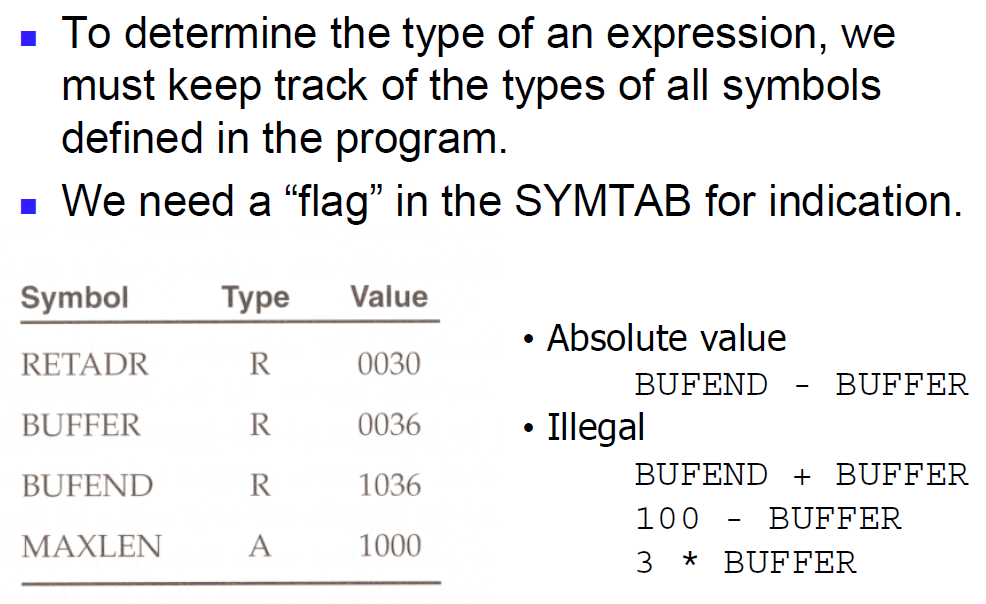 To determine the type of an expression, we
must keep track of the types of all symbols
defined in the program.
We need a “flag” in the SYMTAB for indication.
Symbol Type Value
RETADR R 0030
BUFFER R 0036
BUFEND R 1036
MAXLEN A 1000
• Absolute value
BUFEND - BUFFER
• Illegal
BUFEND + BUFFER
100 - BUFFER
3 * BUFFER